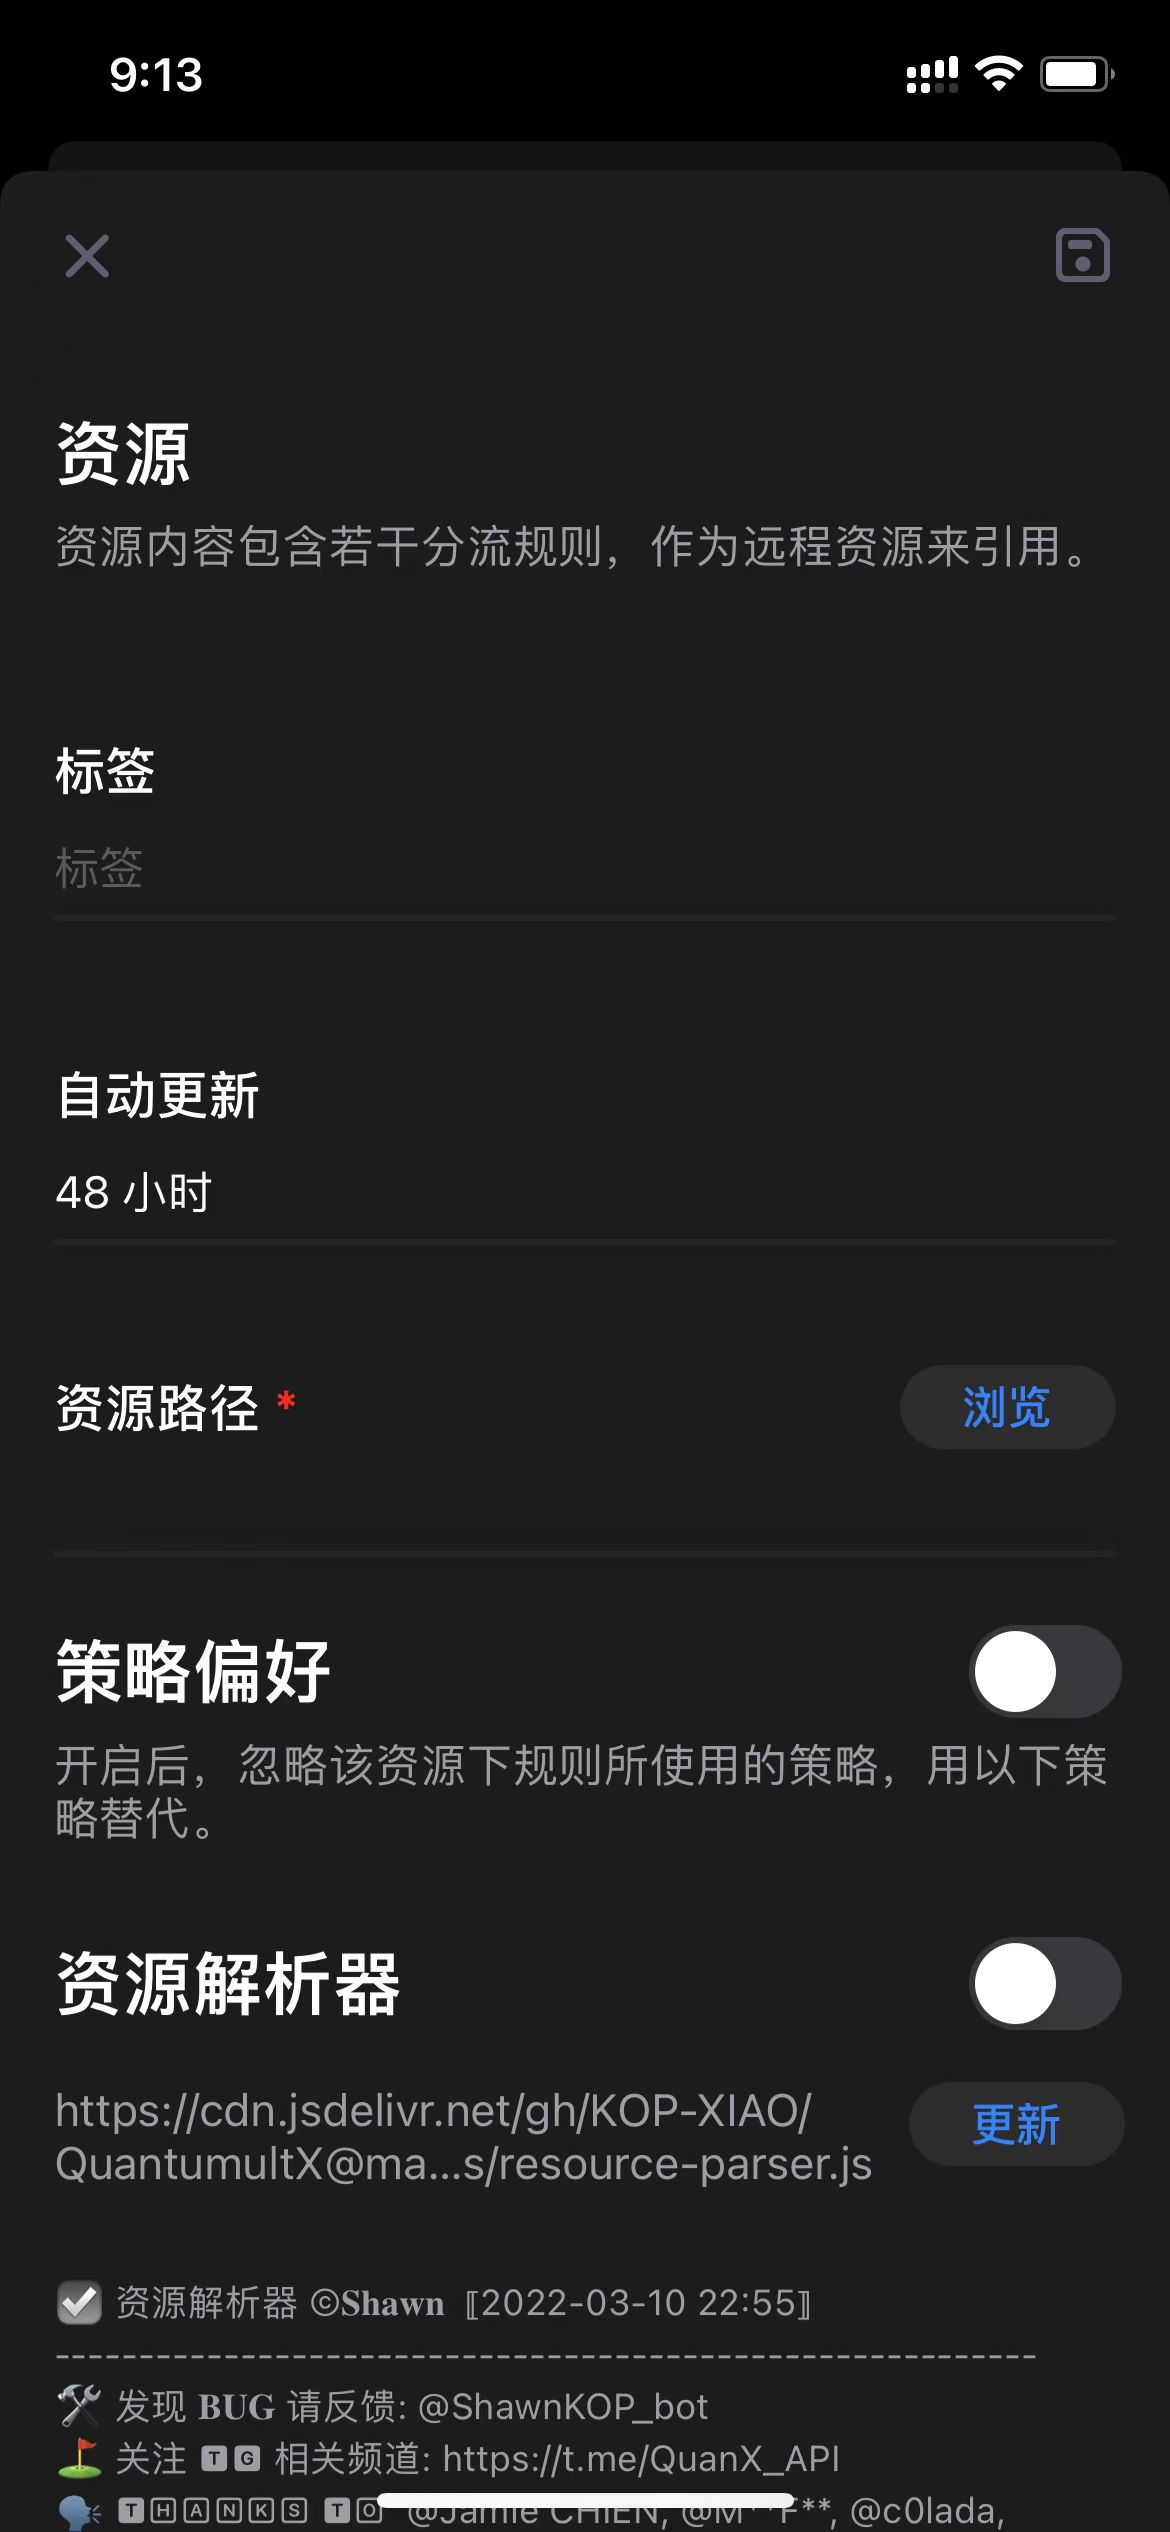 9:13
资源
资源内容包含若干分流规则，作为远程资源来引用。
标签
标签
自动更新
48 小时
资源路径 *
浏览
策略偏好
开启后，忽略该资源下规则所使用的策略，用以下策
略替代。
资源解析器
https://cdn.jsdelivr.net/gh/KOP-XIAO/
QuantumultX@ma...s/resource-parser.js
更新
☑️ 资源解析器 ©𝐒𝐡𝐚𝐰𝐧 ⟦2022-03-10 22:55⟧
------------------------------------------------------
🛠 发现 𝐁𝐔𝐆 请反馈: @ShawnKOP_bot
⛳️ 关注 🆃🅶 相关频道: https://t.me/QuanX_API
🗣 🆃🄷🄰🄽🄺🅂 🆃🄾 @Jamie CHIEN, @M**F**, @c0lada,